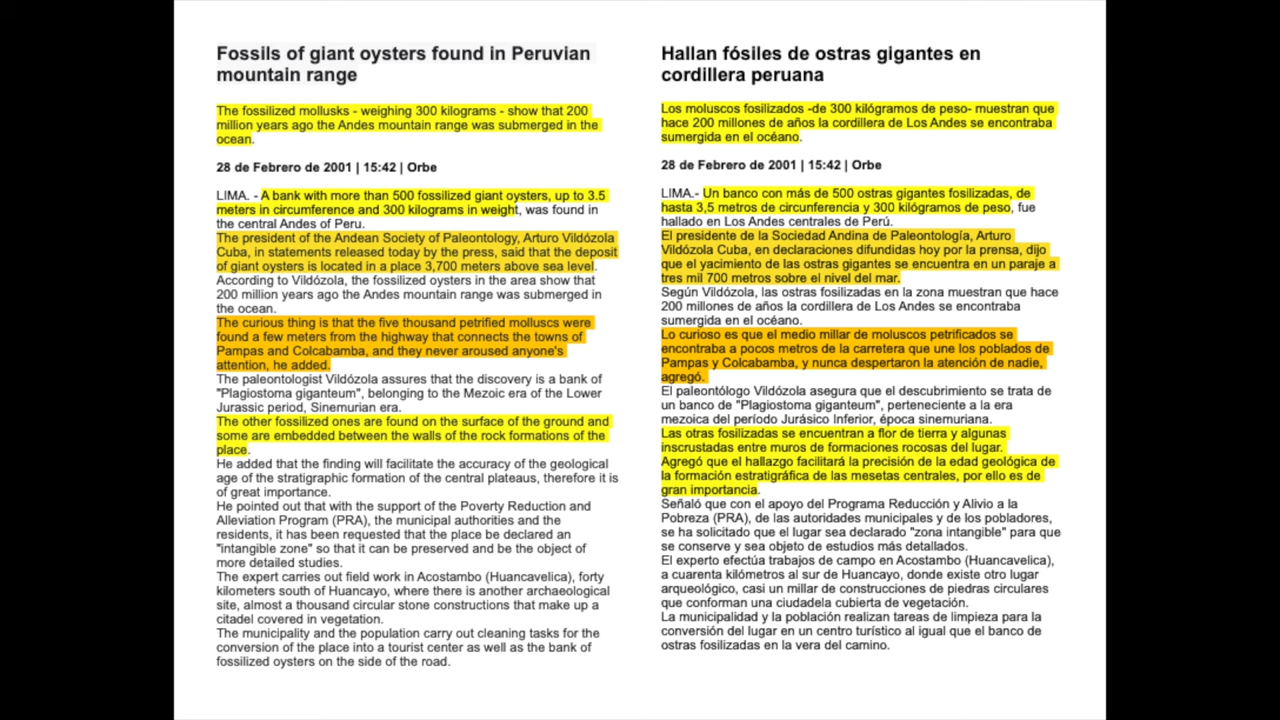 Fossils of giant oysters found in Peruvian
mountain range
The fossilized mollusks - weighing 300 kilograms - show that 200
million years ago the Andes mountain range was submerged in the
ocean.
28 de Febrero de 2001 | 15:42 | Orbe
LIMA. - A bank with more than 500 fossilized giant oysters, up to 3.5
meters in circumference and 300 kilograms in weight, was found in
the central Andes of Peru.
The president of the Andean Society of Paleontology, Arturo Vildózola
Cuba, in statements released today by the press, said that the deposit
of giant oysters is located in a place 3,700 meters above sea level.
According to Vildózola, the fossilized oysters in the area show that
200 million years ago the Andes mountain range was submerged in
the ocean.
The curious thing is that the five thousand petrified molluscs were
found a few meters from the highway that connects the towns of
Pampas and Colcabamba, and they never aroused anyone's
attention, he added.
The paleontologist Vildózola assures that the discovery is a bank of
"Plagiostoma giganteum", belonging to the Mezoic era of the Lower
Jurassic period, Sinemurian era.
The other fossilized ones are found on the surface of the ground and
some are embedded between the walls of the rock formations of the
place.
He added that the finding will facilitate the accuracy of the geological
age of the stratigraphic formation of the central plateaus, therefore it is
of great importance.
He pointed out that with the support of the Poverty Reduction and
Alleviation Program (PRA), the municipal authorities and the
residents, it has been requested that the place be declared an
"intangible zone" so that it can be preserved and be the object of
more detailed studies.
The expert carries out field work in Acostambo (Huancavelica), forty
kilometers south of Huancayo, where there is another archaeological
site, almost a thousand circular stone constructions that make up a
citadel covered in vegetation.
The municipality and the population carry out cleaning tasks for the
conversion of the place into a tourist center as well as the bank of
fossilized oysters on the side of the road.
Hallan fósiles de ostras gigantes en
cordillera peruana
Los moluscos fosilizados -de 300 kilógramos de peso- muestran que
hace 200 millones de años la cordillera de Los Andes se encontraba
sumergida en el océano.
28 de Febrero de 2001 | 15:42 | Orbe
LIMA.- Un banco con más de 500 ostras gigantes fosilizadas, de
hasta 3,5 metros de circunferencia y 300 kilógramos de peso, fue
hallado en Los Andes centrales de Perú.
El presidente de la Sociedad Andina de Paleontología, Arturo
Vildózola Cuba, en declaraciones difundidas hoy por la prensa, dijo
que el yacimiento de las ostras gigantes se encuentra en un paraje a
tres mil 700 metros sobre el nivel del mar.
Según Vildózola, las ostras fosilizadas en la zona muestran que hace
200 millones de años la cordillera de Los Andes se encontraba
sumergida en el océano.
Lo curioso es que el medio millar de moluscos petrificados se
encontraba a pocos metros de la carretera que une los poblados de
Pampas y Colcabamba, y nunca despertaron la atención de nadie,
agregó.
El paleontólogo Vildózola asegura que el descubrimiento se trata de
un banco de "Plagiostoma giganteum", perteneciente a la era
mezoica del período Jurásico Inferior, época sinemuriana.
Las otras fosilizadas se encuentran a flor de tierra y algunas
inscrustadas entre muros de formaciones rocosas del lugar.
Agregó que el hallazgo facilitará la precisión de la edad geológica de
la formación estratigráfica de las mesetas centrales, por ello es de
gran importancia.
Señaló que con el apoyo del Programa Reducción y Alivio a la
Pobreza (PRA), de las autoridades municipales y de los pobladores,
se ha solicitado que el lugar sea declarado "zona intangible" para que
se conserve y sea objeto de estudios más detallados.
El experto efectúa trabajos de campo en Acostambo (Huancavelica),
a cuarenta kilómetros al sur de Huancayo, donde existe otro lugar
arqueológico, casi un millar de construcciones de piedras circulares
que conforman una ciudadela cubierta de vegetación.
La municipalidad y la población realizan tareas de limpieza para la
conversión del lugar en un centro turístico al igual que el banco de
ostras fosilizadas en la vera del camino.